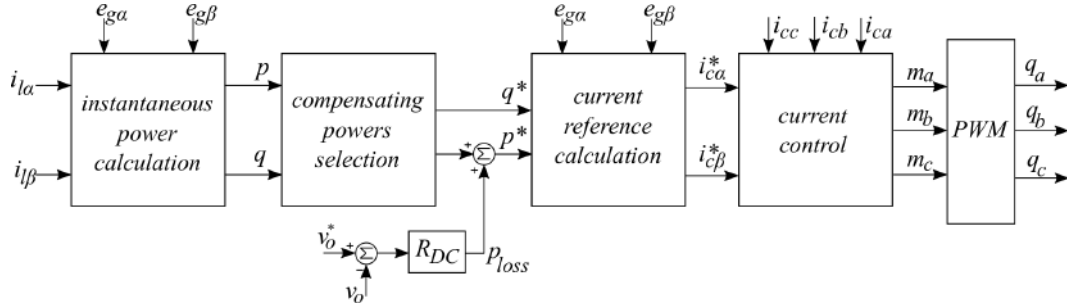 e_gα e_gβ
e_gα e_gβ
i_cc i_cb i_ca
i_lα
i_lβ
instantaneous
power
calculation
p
q
compensating
powers
selection
q*
p*
+ Σ
+
current
reference
calculation
i*_cα
i*_cβ
current
control
m_a
m_b
m_c
PWM
q_a
q_b
q_c
v_o* + Σ
−
v_o
R_DC
p_loss